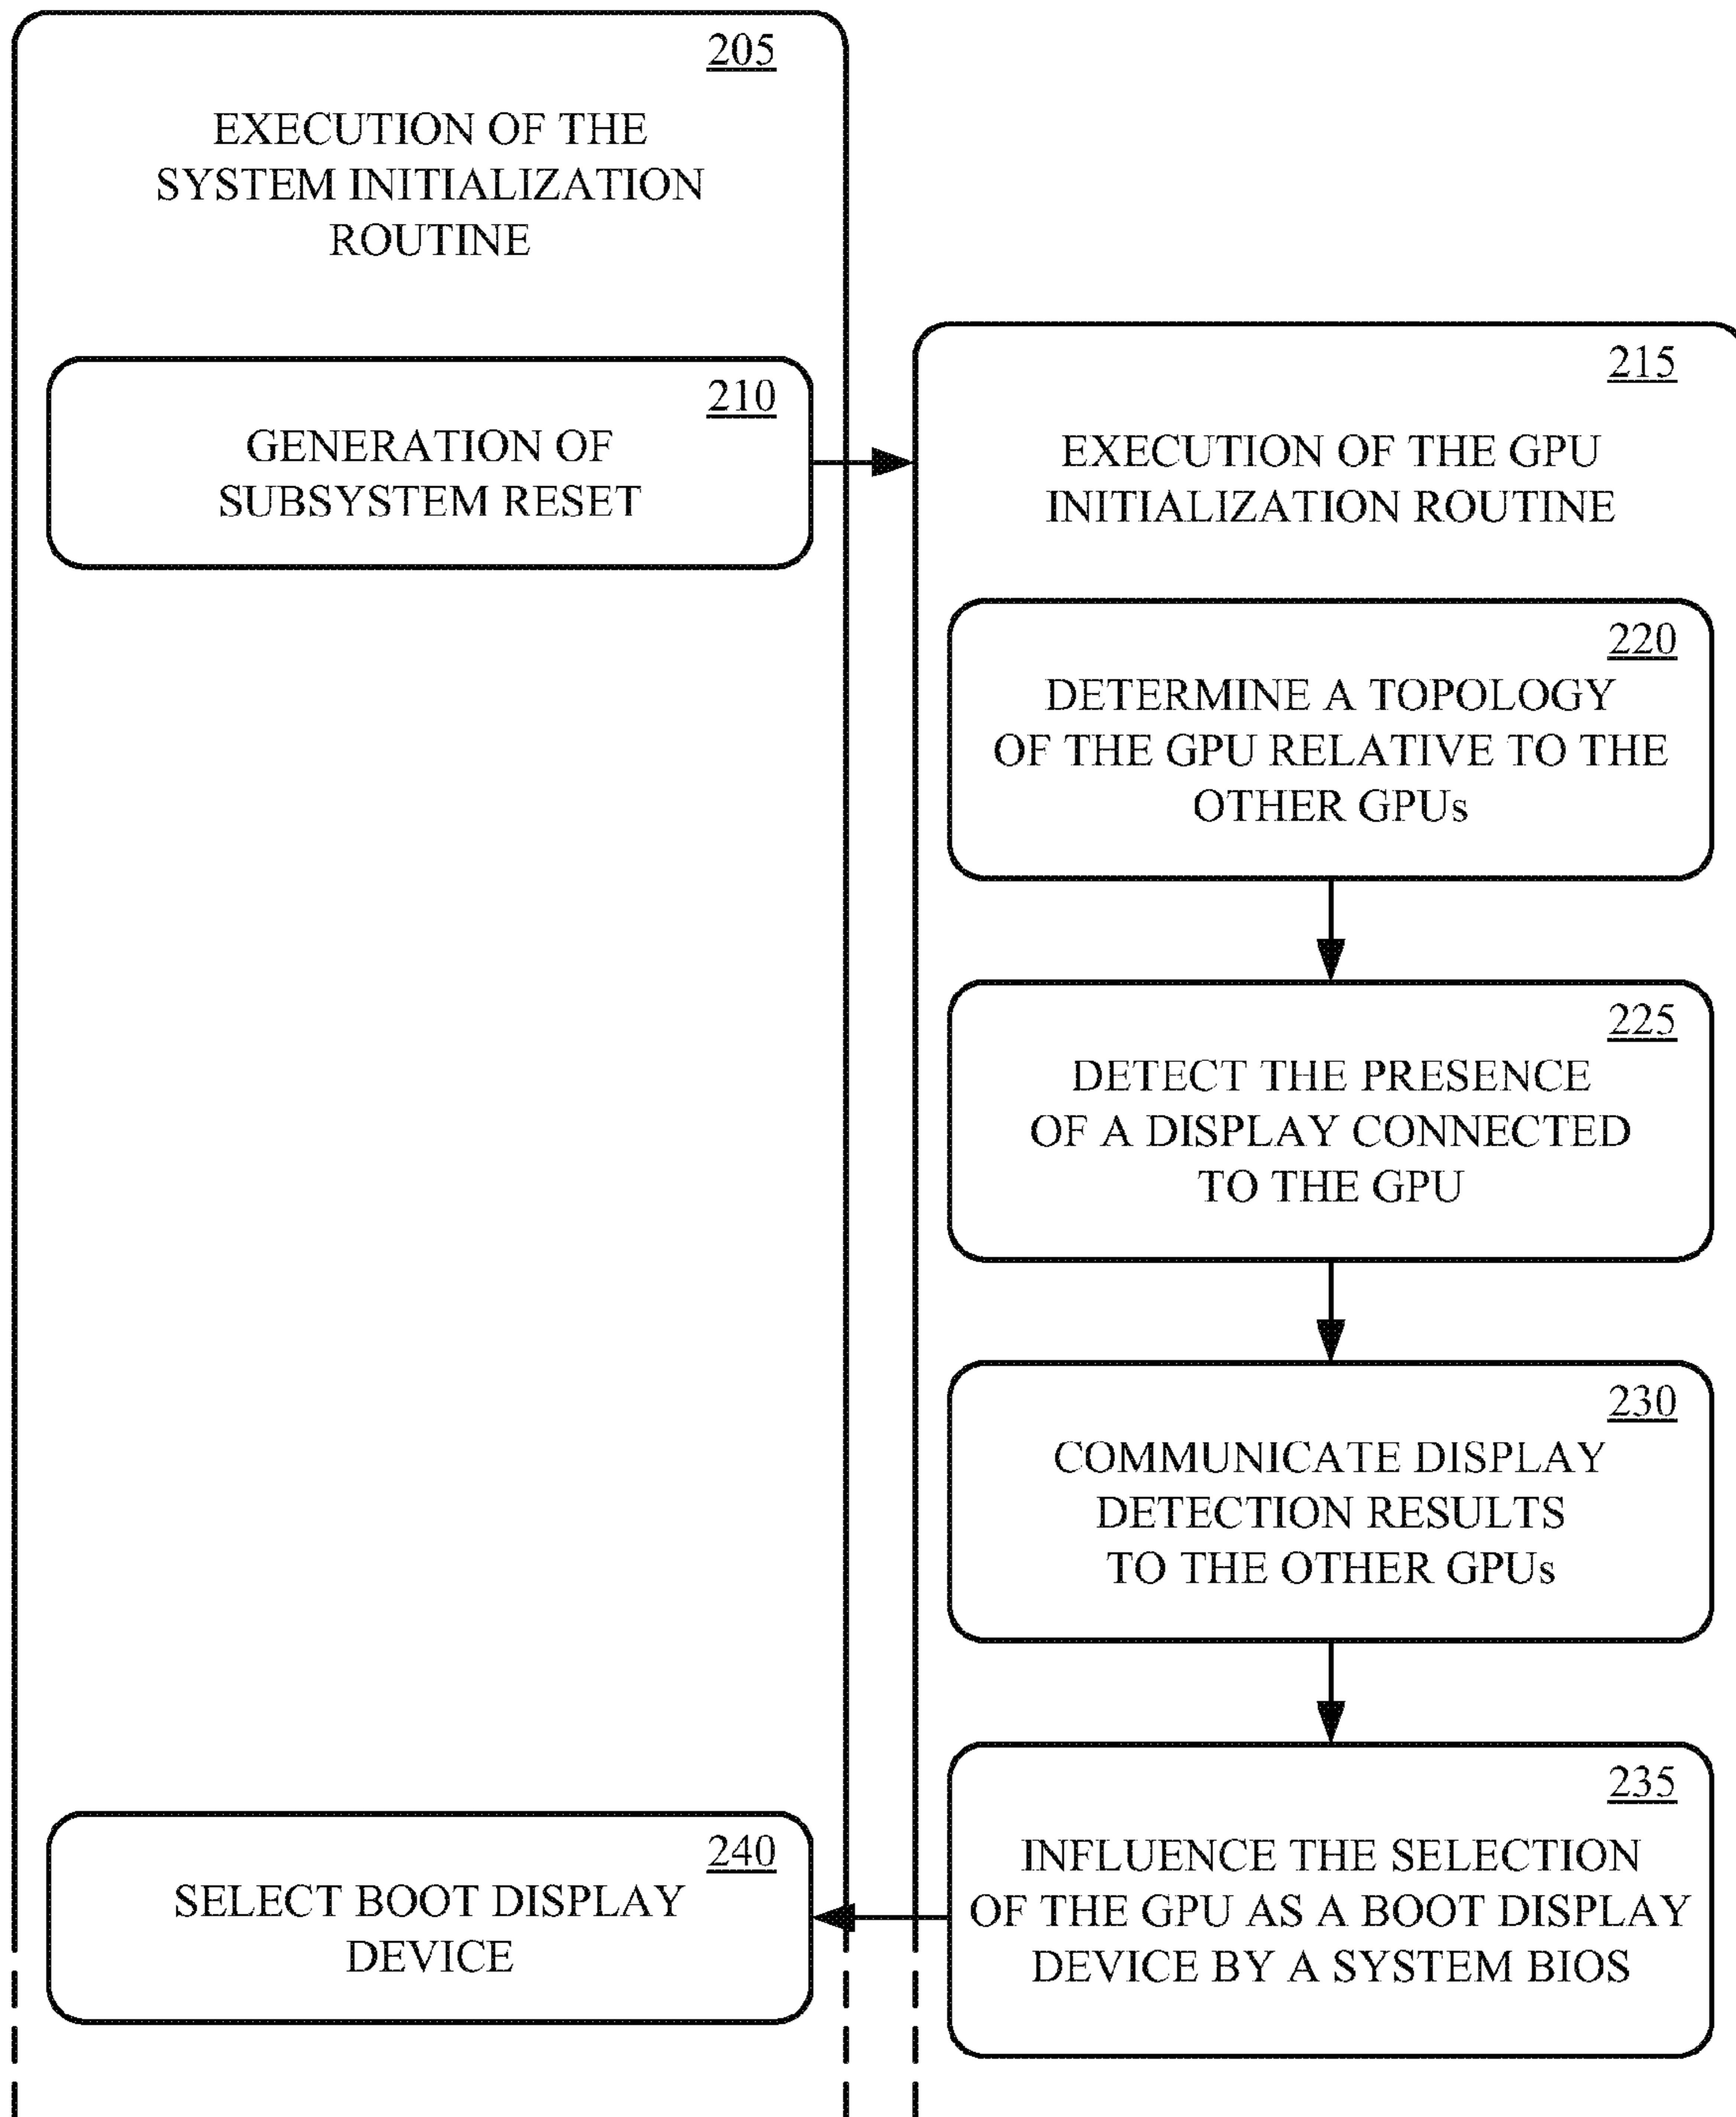 205
EXECUTION OF THE
SYSTEM INITIALIZATION
ROUTINE
210
GENERATION OF
SUBSYSTEM RESET
215
EXECUTION OF THE GPU
INITIALIZATION ROUTINE
220
DETERMINE A TOPOLOGY
OF THE GPU RELATIVE TO THE
OTHER GPUs
225
DETECT THE PRESENCE
OF A DISPLAY CONNECTED
TO THE GPU
230
COMMUNICATE DISPLAY
DETECTION RESULTS
TO THE OTHER GPUs
235
INFLUENCE THE SELECTION
OF THE GPU AS A BOOT DISPLAY
DEVICE BY A SYSTEM BIOS
240
SELECT BOOT DISPLAY
DEVICE